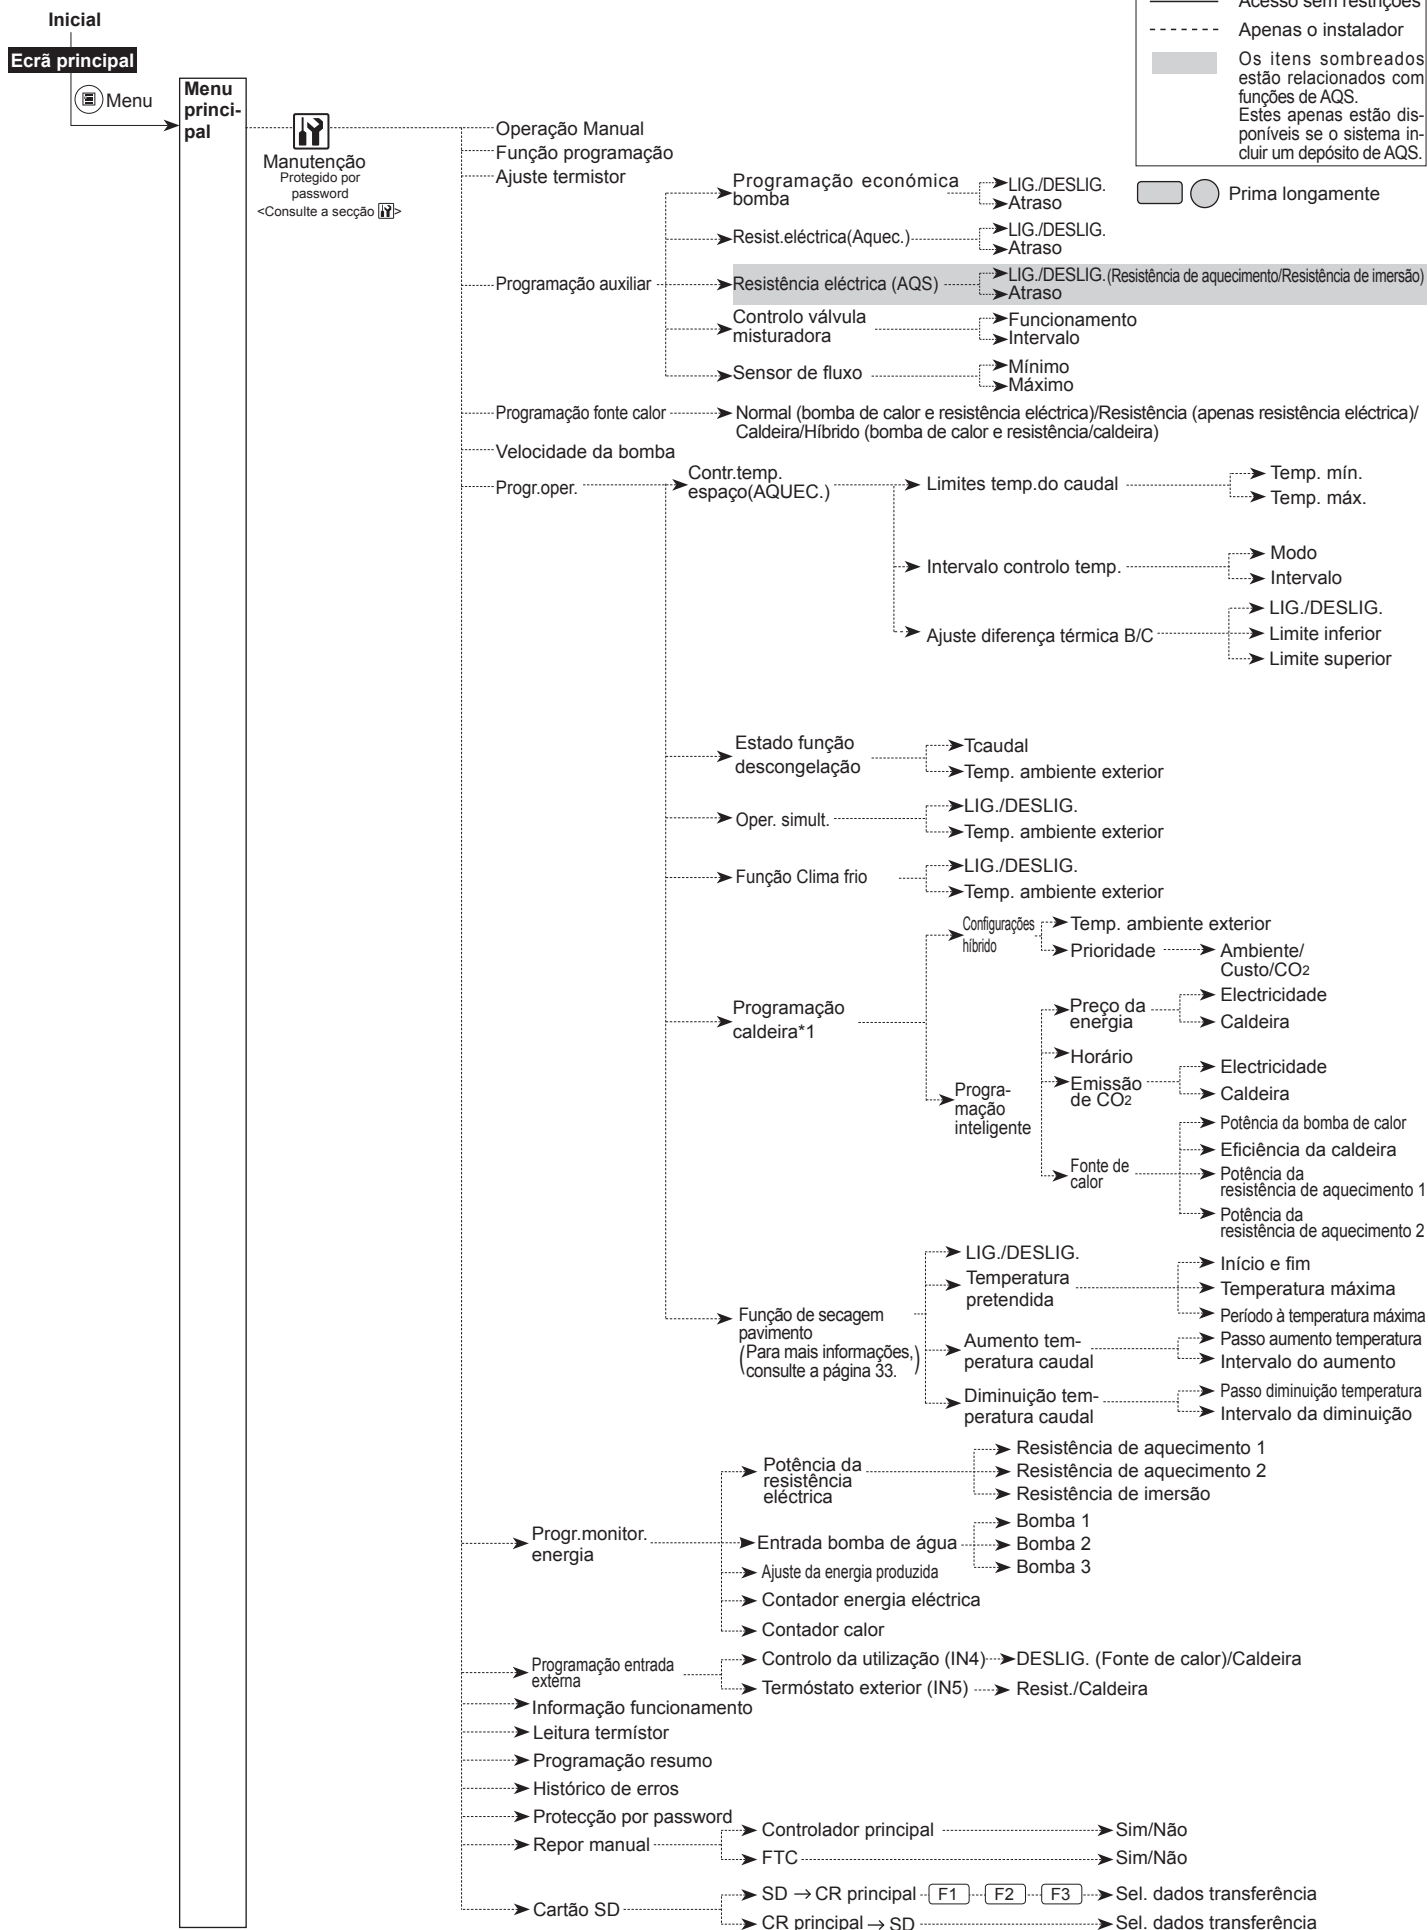 Inicial
Ecrã principal
Menu
Menu
princi-
pal
Manutenção
Protegido por
password
<Consulte a secção >
Acesso sem restrições
Apenas o instalador
Os itens sombreados
estão relacionados com
funções de AQS.
Estes apenas estão dis-
poníveis se o sistema in-
cluir um depósito de AQS.
Prima longamente
Operação Manual
Função programação
Ajuste termistor
Programação auxiliar
Programação económica
bomba
LIG./DESLIG.
Atraso
Resist.eléctrica(Aquec.)
LIG./DESLIG.
Atraso
Resistência eléctrica (AQS)
LIG./DESLIG. (Resistência de aquecimento/Resistência de imersão)
Atraso
Controlo válvula
misturadora
Funcionamento
Intervalo
Sensor de fluxo
Mínimo
Máximo
Programação fonte calor
Normal (bomba de calor e resistência eléctrica)/Resistência (apenas resistência eléctrica)/
Caldeira/Híbrido (bomba de calor e resistência/caldeira)
Velocidade da bomba
Progr.oper.
Contr.temp.
espaço(AQUEC.)
Limites temp.do caudal
Temp. mín.
Temp. máx.
Intervalo controlo temp.
Modo
Intervalo
Ajuste diferença térmica B/C
LIG./DESLIG.
Limite inferior
Limite superior
Estado função
descongelação
Tcaudal
Temp. ambiente exterior
Oper. simult.
LIG./DESLIG.
Temp. ambiente exterior
Função Clima frio
LIG./DESLIG.
Temp. ambiente exterior
Programação
caldeira*1
Configurações
híbrido
Temp. ambiente exterior
Prioridade
Ambiente/
Custo/CO2
Progra-
mação
inteligente
Preço da
energia
Electricidade
Caldeira
Horário
Emissão
de CO2
Electricidade
Caldeira
Fonte de
calor
Potência da bomba de calor
Eficiência da caldeira
Potência da
resistência de aquecimento 1
Potência da
resistência de aquecimento 2
Função de secagem
pavimento
(Para mais informações,
consulte a página 33.)
LIG./DESLIG.
Temperatura
pretendida
Início e fim
Temperatura máxima
Período à temperatura máxima
Aumento tem-
peratura caudal
Passo aumento temperatura
Intervalo do aumento
Diminuição tem-
peratura caudal
Passo diminuição temperatura
Intervalo da diminuição
Progr.monitor.
energia
Potência da
resistência
eléctrica
Resistência de aquecimento 1
Resistência de aquecimento 2
Resistência de imersão
Entrada bomba de água
Bomba 1
Bomba 2
Bomba 3
Ajuste da energia produzida
Contador energia eléctrica
Contador calor
Programação entrada
externa
Controlo da utilização (IN4)
DESLIG. (Fonte de calor)/Caldeira
Termóstato exterior (IN5)
Resist./Caldeira
Informação funcionamento
Leitura termístor
Programação resumo
Histórico de erros
Protecção por password
Repor manual
Controlador principal
Sim/Não
FTC
Sim/Não
Cartão SD
SD → CR principal
F1
F2
F3
Sel. dados transferência
CR principal → SD
Sel. dados transferência